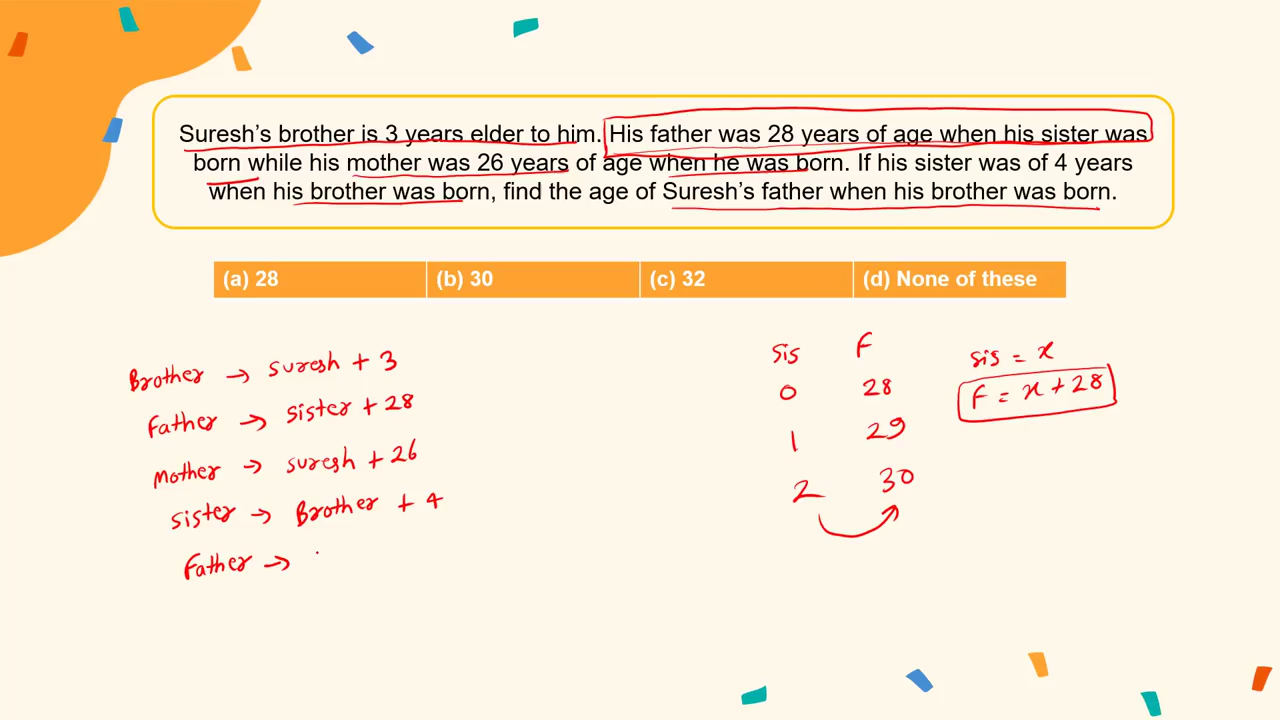 Suresh's brother is 3 years elder to him. His father was 28 years of age when his sister was
born while his mother was 26 years of age when he was born. If his sister was of 4 years
when his brother was born, find the age of Suresh's father when his brother was born.
(a) 28 (b) 30 (c) 32 (d) None of these
Brother → suresh + 3
Father → sister + 28
Mother → suresh + 26
sister → Brother + 4
Father →
sis F
0 28
1 29
2 30
sis = x
F = x + 28